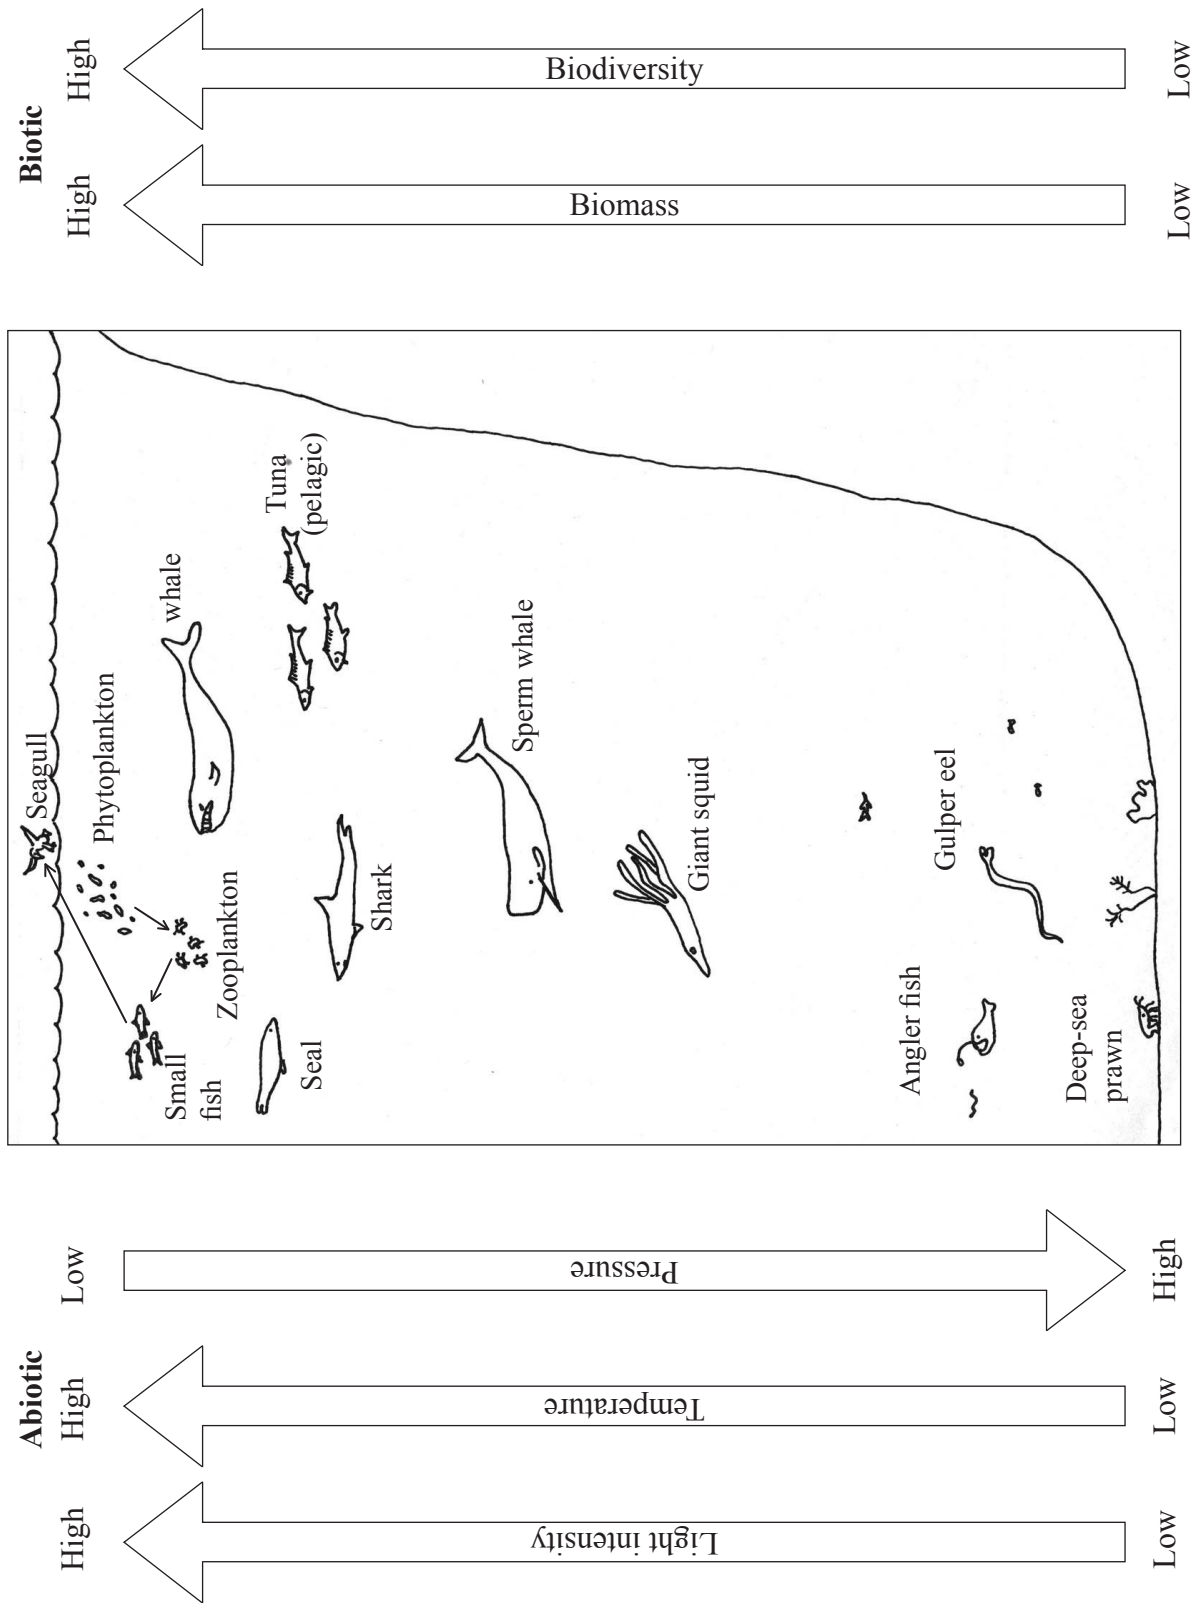 Abiotic
Biotic
High
High
Low
High
High
Light intensity
Temperature
Pressure
Biomass
Biodiversity
Low
Low
High
Low
Low
Seagull
Phytoplankton
whale
Small
fish
Zooplankton
Tuna
(pelagic)
Seal
Shark
Sperm whale
Giant squid
Angler fish
Gulper eel
Deep-sea
prawn